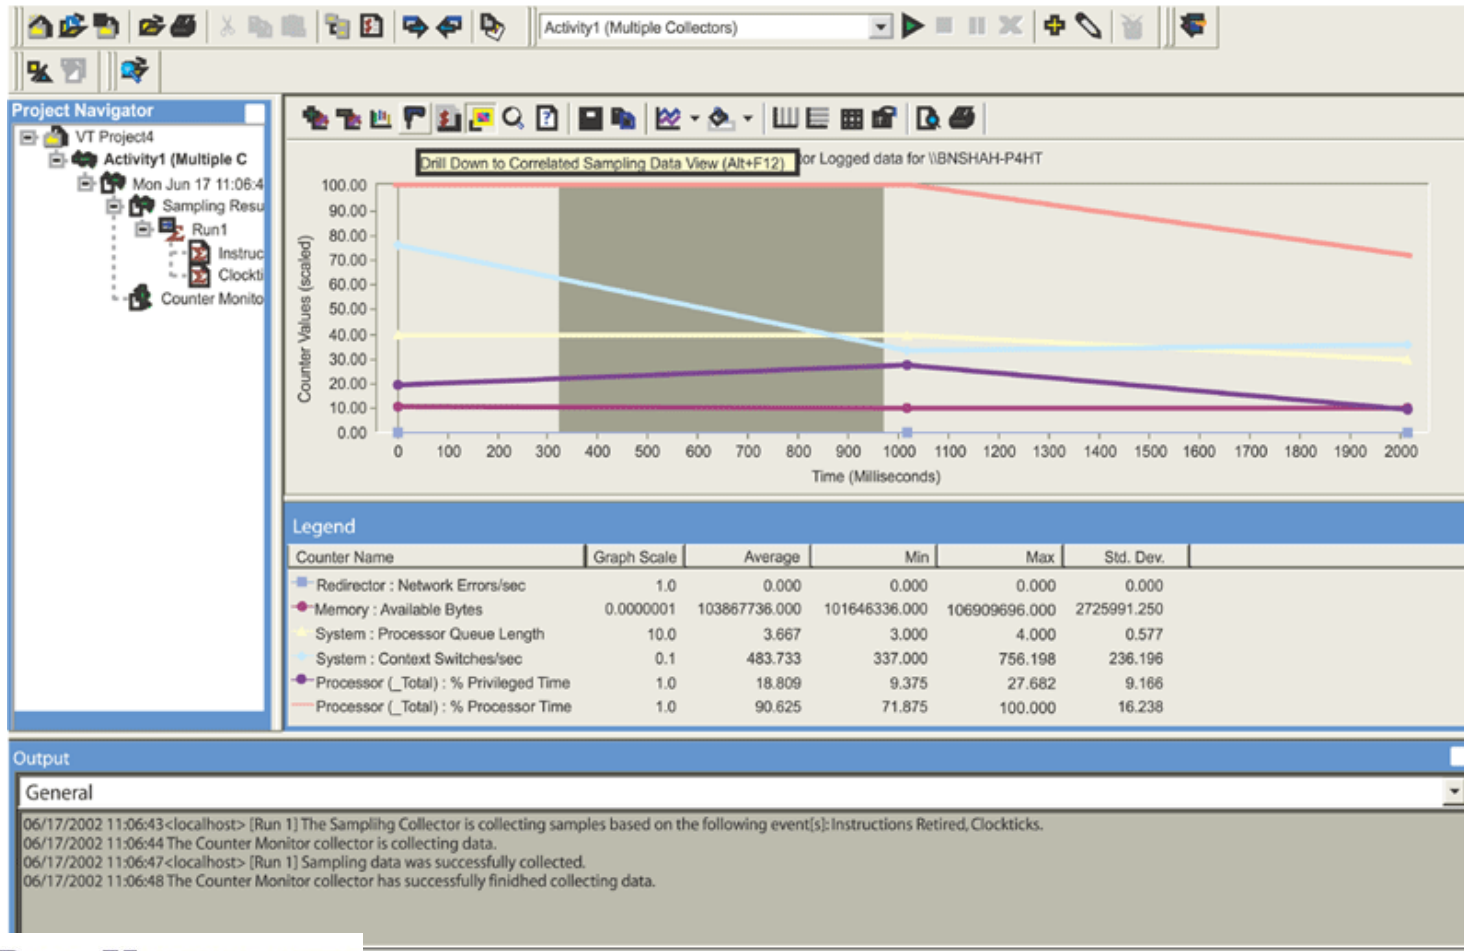 Activity1 (Multiple Collectors)
Project Navigator
VT Project4
Activity1 (Multiple C
Mon Jun 17 11:06:4
Sampling Resu
Run1
Instruc
Clockti
Counter Monito
Drill Down to Correlated Sampling Data View (Alt+F12)
or Logged data for \\BNSHAH-P4HT
100.00
90.00
80.00
70.00
60.00
50.00
40.00
30.00
20.00
10.00
0.00
Counter Values (scaled)
0 100 200 300 400 500 600 700 800 900 1000 1100 1200 1300 1400 1500 1600 1700 1800 1900 2000
Time (Milliseconds)
Legend
Counter Name Graph Scale Average Min Max Std. Dev.
Redirector : Network Errors/sec 1.0 0.000 0.000 0.000 0.000
Memory : Available Bytes 0.0000001 103867736.000 101646336.000 106909696.000 2725991.250
System : Processor Queue Length 10.0 3.667 3.000 4.000 0.577
System : Context Switches/sec 0.1 483.733 337.000 756.198 236.196
Processor (_Total) : % Privileged Time 1.0 18.809 9.375 27.682 9.166
Processor (_Total) : % Processor Time 1.0 90.625 71.875 100.000 16.238
Output
General
06/17/2002 11:06:43<localhost> [Run 1] The Samplihg Collector is collecting samples based on the following event[s]: Instructions Retired, Clockticks.
06/17/2002 11:06:44 The Counter Monitor collector is collecting data.
06/17/2002 11:06:47<localhost> [Run 1] Sampling data was successfully collected.
06/17/2002 11:06:48 The Counter Monitor collector has successfully finidhed collecting data.